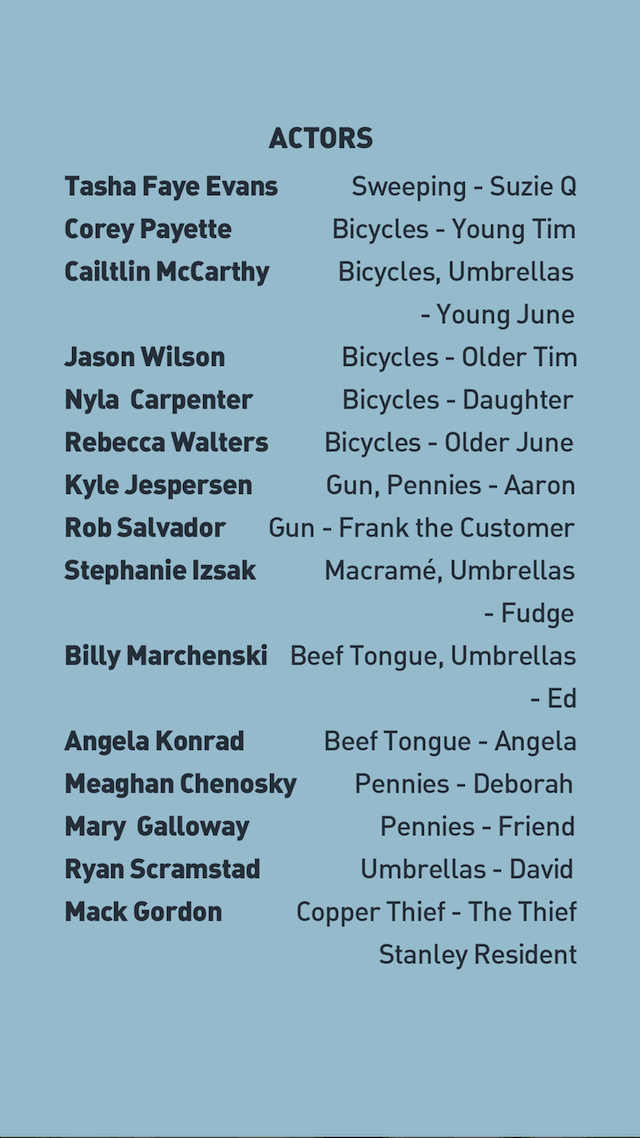 ACTORS
Tasha Faye Evans Sweeping - Suzie Q
Corey Payette Bicycles - Young Tim
Cailtlin McCarthy Bicycles, Umbrellas
- Young June
Jason Wilson Bicycles - Older Tim
Nyla Carpenter Bicycles - Daughter
Rebecca Walters Bicycles - Older June
Kyle Jespersen Gun, Pennies - Aaron
Rob Salvador Gun - Frank the Customer
Stephanie Izsak Macramé, Umbrellas
- Fudge
Billy Marchenski Beef Tongue, Umbrellas
- Ed
Angela Konrad Beef Tongue - Angela
Meaghan Chenosky Pennies - Deborah
Mary Galloway Pennies - Friend
Ryan Scramstad Umbrellas - David
Mack Gordon Copper Thief - The Thief
Stanley Resident